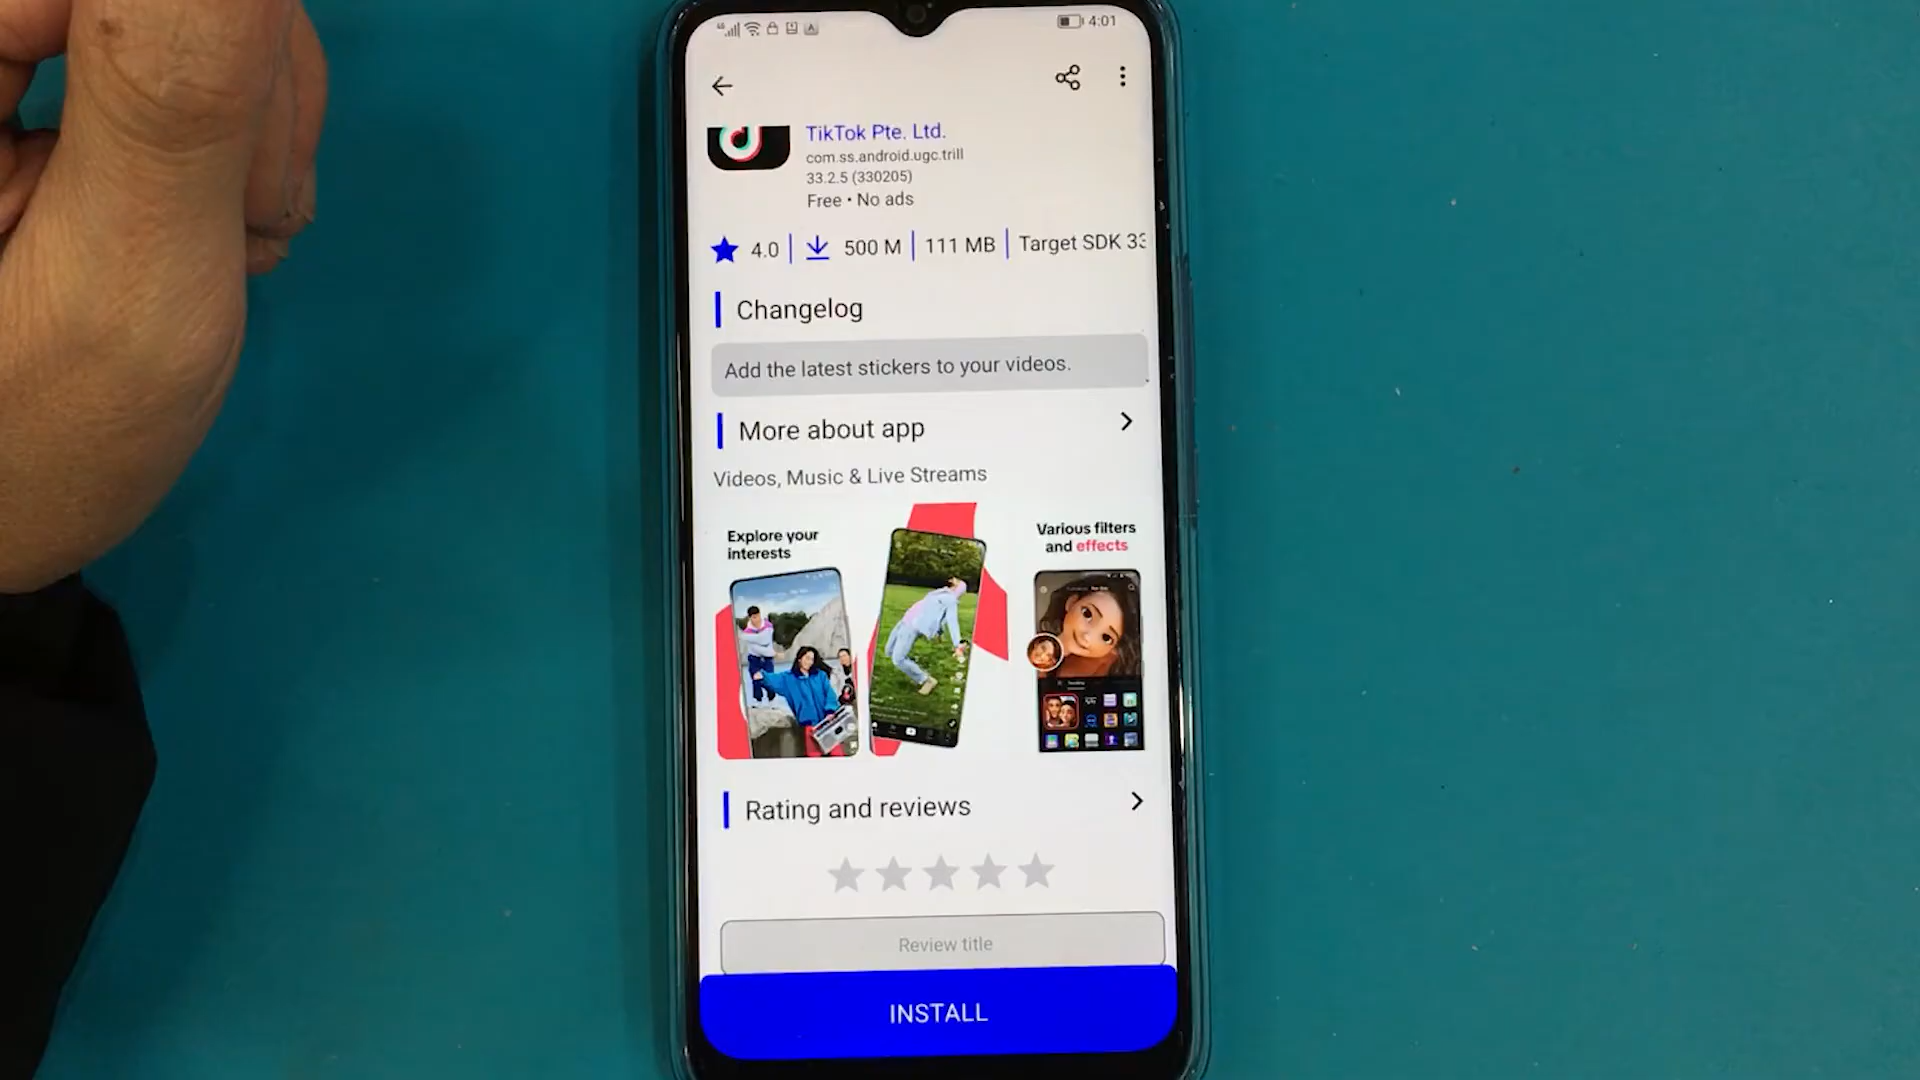 4:01
TikTok Pte. Ltd.
com.ss.android.ugc.trill
33.2.5 (330205)
Free • No ads
4.0
500 M
111 MB
Target SDK 33
Changelog
Add the latest stickers to your videos.
More about app
Videos, Music & Live Streams
Explore your
interests
Various filters
and effects
Rating and reviews
Review title
INSTALL